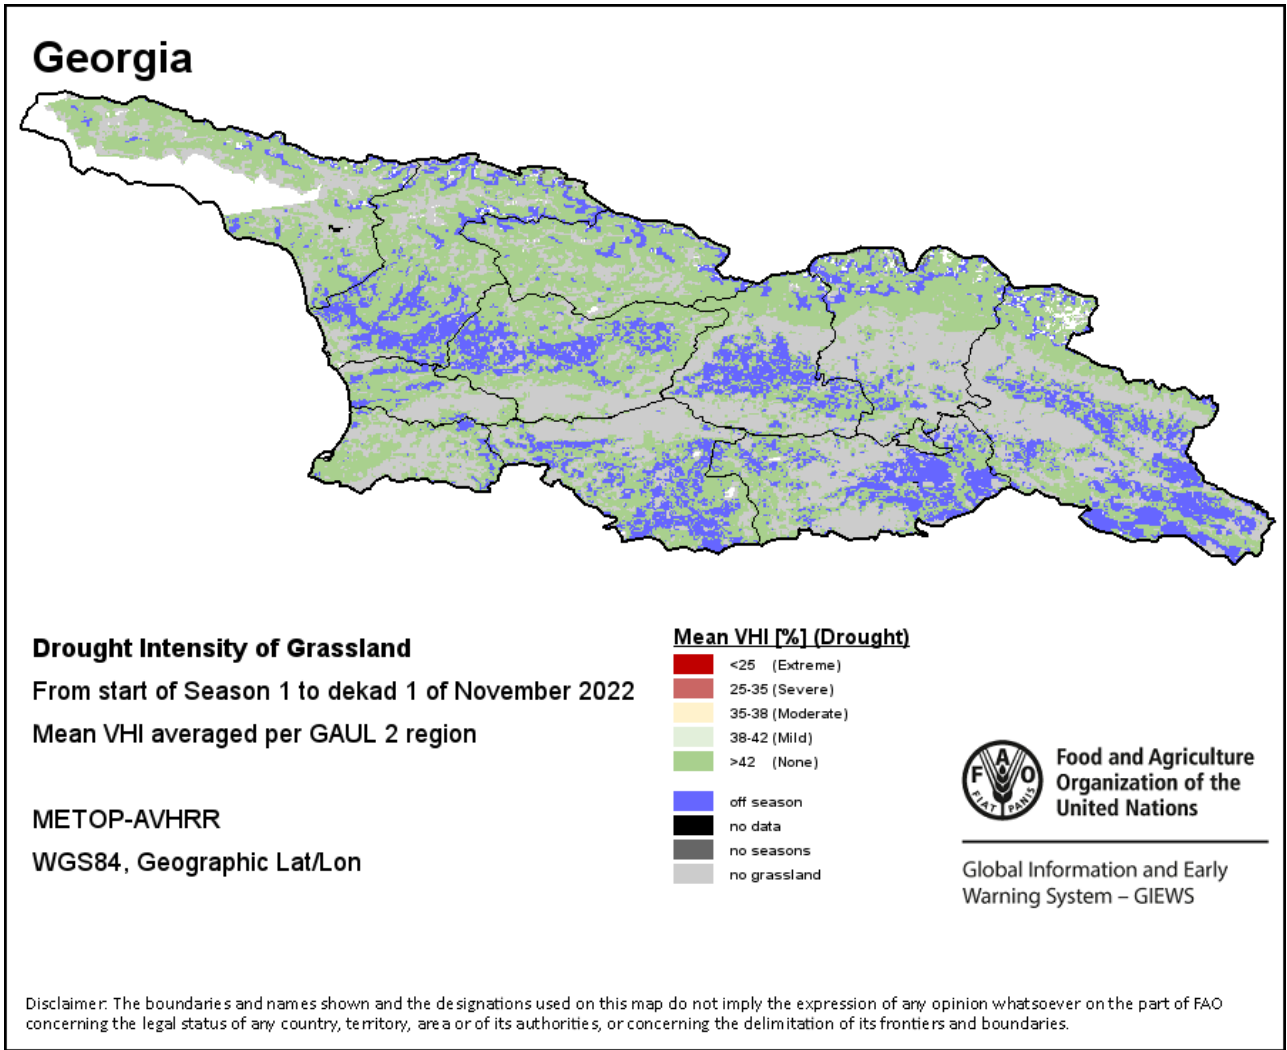 Georgia
Drought Intensity of Grassland
From start of Season 1 to dekad 1 of November 2022
Mean VHI averaged per GAUL 2 region
METOP-AVHRR
WGS84, Geographic Lat/Lon
Mean VHI [%] (Drought)
<25 (Extreme)
25-35 (Severe)
35-38 (Moderate)
38-42 (Mild)
>42 (None)
off season
no data
no seasons
no grassland
F A O
FIAT PANIS
Food and Agriculture
Organization of the
United Nations
Global Information and Early
Warning System – GIEWS
Disclaimer: The boundaries and names shown and the designations used on this map do not imply the expression of any opinion whatsoever on the part of FAO
concerning the legal status of any country, territory, area or of its authorities, or concerning the delimitation of its frontiers and boundaries.